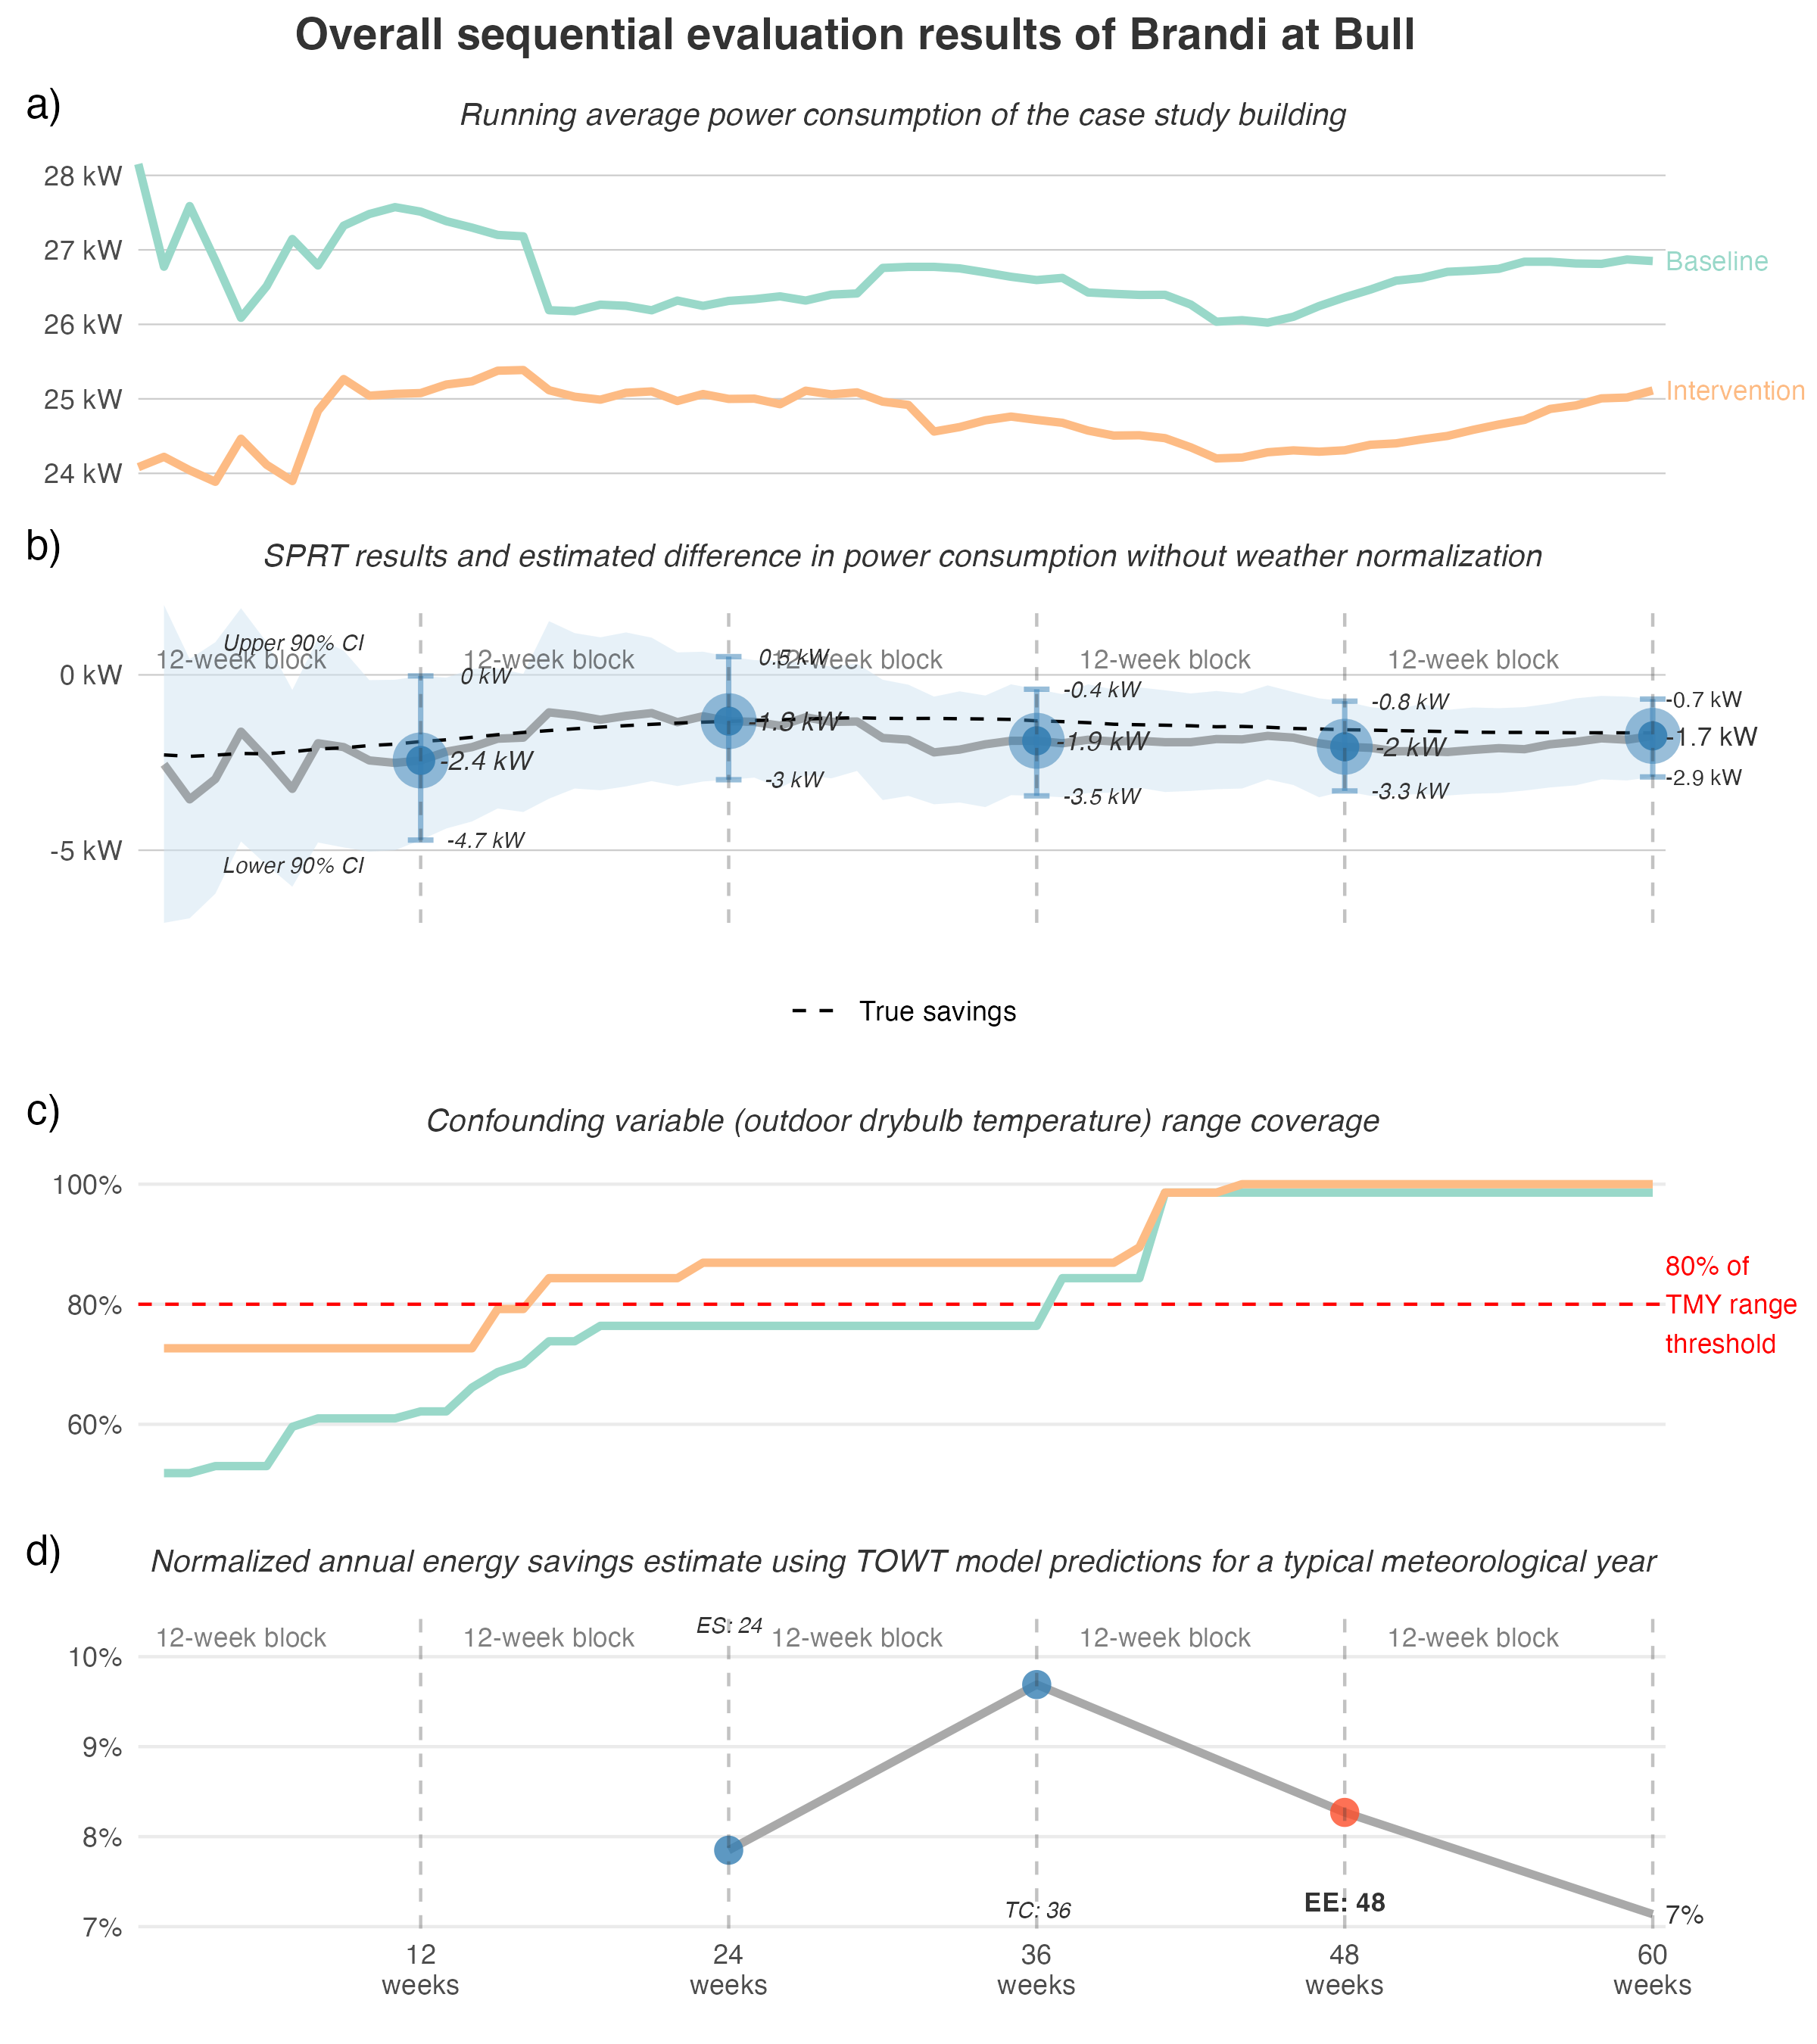 Overall sequential evaluation results of Brandi at Bull
a)
Running average power consumption of the case study building
28 kW
27 kW
26 kW
25 kW
24 kW
Baseline
Intervention
b)
SPRT results and estimated difference in power consumption without weather normalization
Upper 90% CI
12-week block
12-week block
12-week block
12-week block
12-week block
0 kW
-5 kW
0 kW
0.5 kW
-0.4 kW
-0.8 kW
-0.7 kW
-2.4 kW
-1.3 kW
-1.9 kW
-2 kW
-1.7 kW
-4.7 kW
-3 kW
-3.5 kW
-3.3 kW
-2.9 kW
Lower 90% CI
True savings
c)
Confounding variable (outdoor drybulb temperature) range coverage
100%
80%
60%
80% of
TMY range
threshold
d)
Normalized annual energy savings estimate using TOWT model predictions for a typical meteorological year
ES: 24
12-week block
12-week block
12-week block
12-week block
12-week block
10%
9%
8%
7%
TC: 36
EE: 48
7%
12
weeks
24
weeks
36
weeks
48
weeks
60
weeks